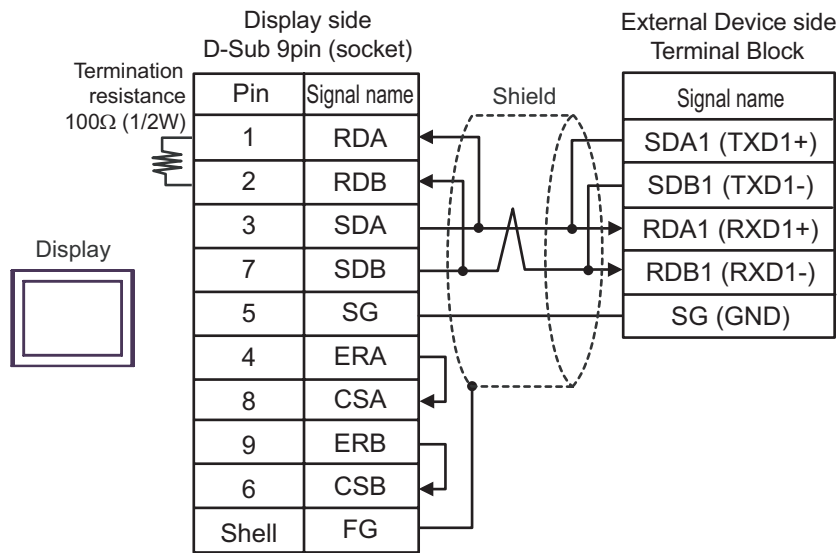 Display side
D-Sub 9pin (socket)
External Device side
Terminal Block
Termination
resistance
100Ω (1/2W)
Pin Signal name
Shield
Signal name
1 RDA
SDA1 (TXD1+)
2 RDB
SDB1 (TXD1-)
3 SDA
RDA1 (RXD1+)
Display
7 SDB
RDB1 (RXD1-)
5 SG
SG (GND)
4 ERA
8 CSA
9 ERB
6 CSB
Shell FG